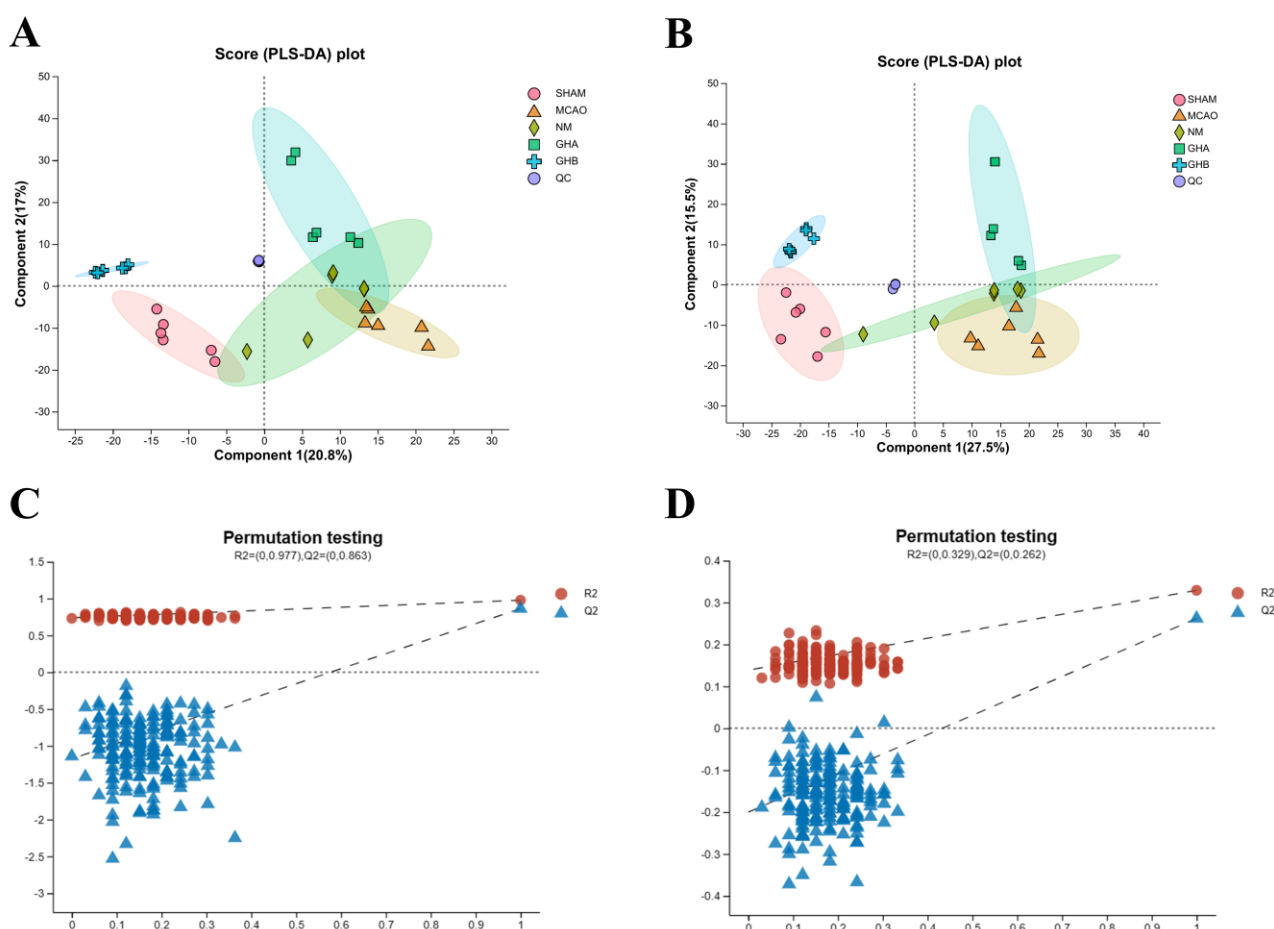 A
Score (PLS-DA) plot
50
40
30
20
10
0
-10
-20
-30
Component 2(17%)
-25 -20 -15 -10 -5 0 5 10 15 20 25 30
Component 1(20.8%)
SHAM
MCAO
NM
GHA
GHB
QC
B
Score (PLS-DA) plot
50
40
30
20
10
0
-10
-20
-30
Component 2(15.5%)
-30 -25 -20 -15 -10 -5 0 5 10 15 20 25 30 35 40
Component 1(27.5%)
SHAM
MCAO
NM
GHA
GHB
QC
C
Permutation testing
R2=(0,0.977),Q2=(0,0.863)
1.5
1
0.5
0
-0.5
-1
-1.5
-2
-2.5
-3
0 0.1 0.2 0.3 0.4 0.5 0.6 0.7 0.8 0.9 1
R2
Q2
D
Permutation testing
R2=(0,0.329),Q2=(0,0.262)
0.4
0.3
0.2
0.1
0
-0.1
-0.2
-0.3
-0.4
0 0.1 0.2 0.3 0.4 0.5 0.6 0.7 0.8 0.9 1
R2
Q2